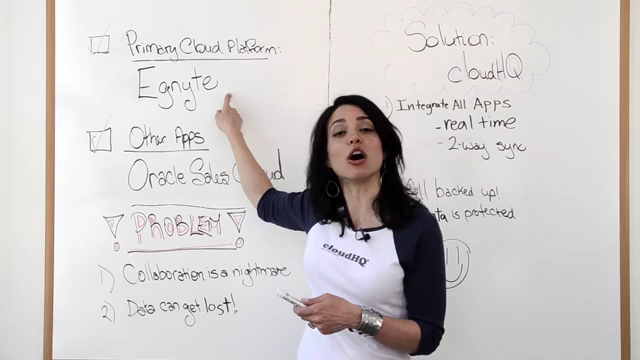 Primary Cloud Platform:
Egnyte
Other Apps
Oracle Sales
PROBLEM
1) Collaboration is a nightmare
2) Data can get lost!
Solution:
cloudHQ
1) Integrate All Apps
- real time
- 2-way sync
backed up!
is protected
cloudHQ